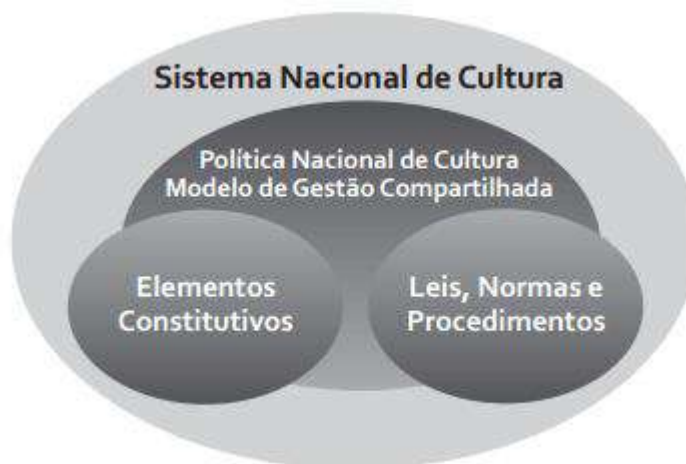 Sistema Nacional de Cultura
Política Nacional de Cultura
Modelo de Gestão Compartilhada
Elementos
Constitutivos
Leis, Normas e
Procedimentos